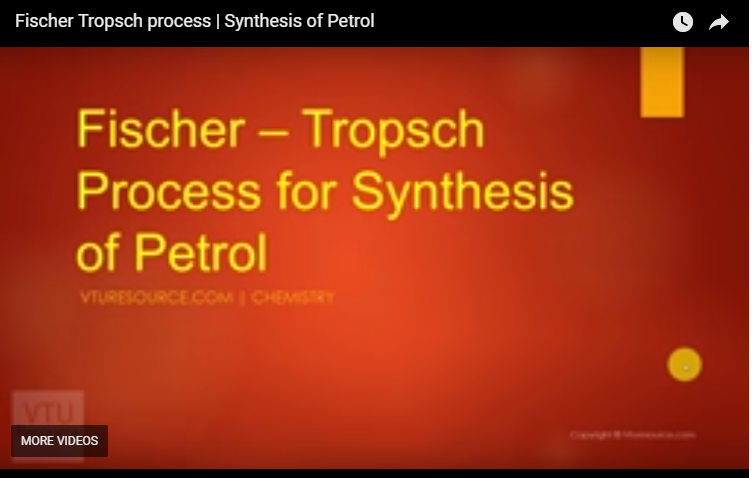 Fischer Tropsch process | Synthesis of Petrol
Fischer – Tropsch
Process for Synthesis
of Petrol
VTURESOURCE.COM | CHEMISTRY
VTU
MORE VIDEOS
Copyright © Vturesource.com